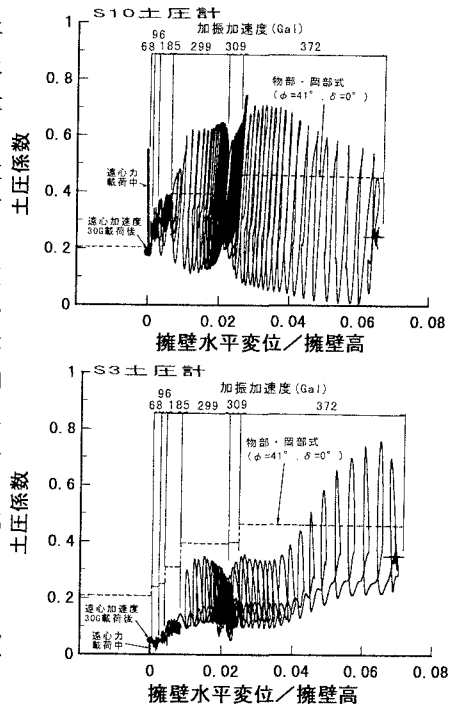 S10土圧計
加振加速度(Gal)
96
68 185 299 309 372
1
0.8
0.6
0.4
0.2
0
土圧係数
物部・岡部式
(φ=41°, δ=0°)
遠心力
載荷中
遠心加速度
30G載荷後
0 0.02 0.04 0.06 0.08
擁壁水平変位/擁壁高
S3土圧計
加振加速度(Gal)
96
68 185 299 309 372
1
0.8
0.6
0.4
0.2
0
土圧係数
物部・岡部式
(φ=41°, δ=0°)
遠心加速度
30G載荷後
遠心力
載荷中
0 0.02 0.04 0.06 0.08
擁壁水平変位/擁壁高